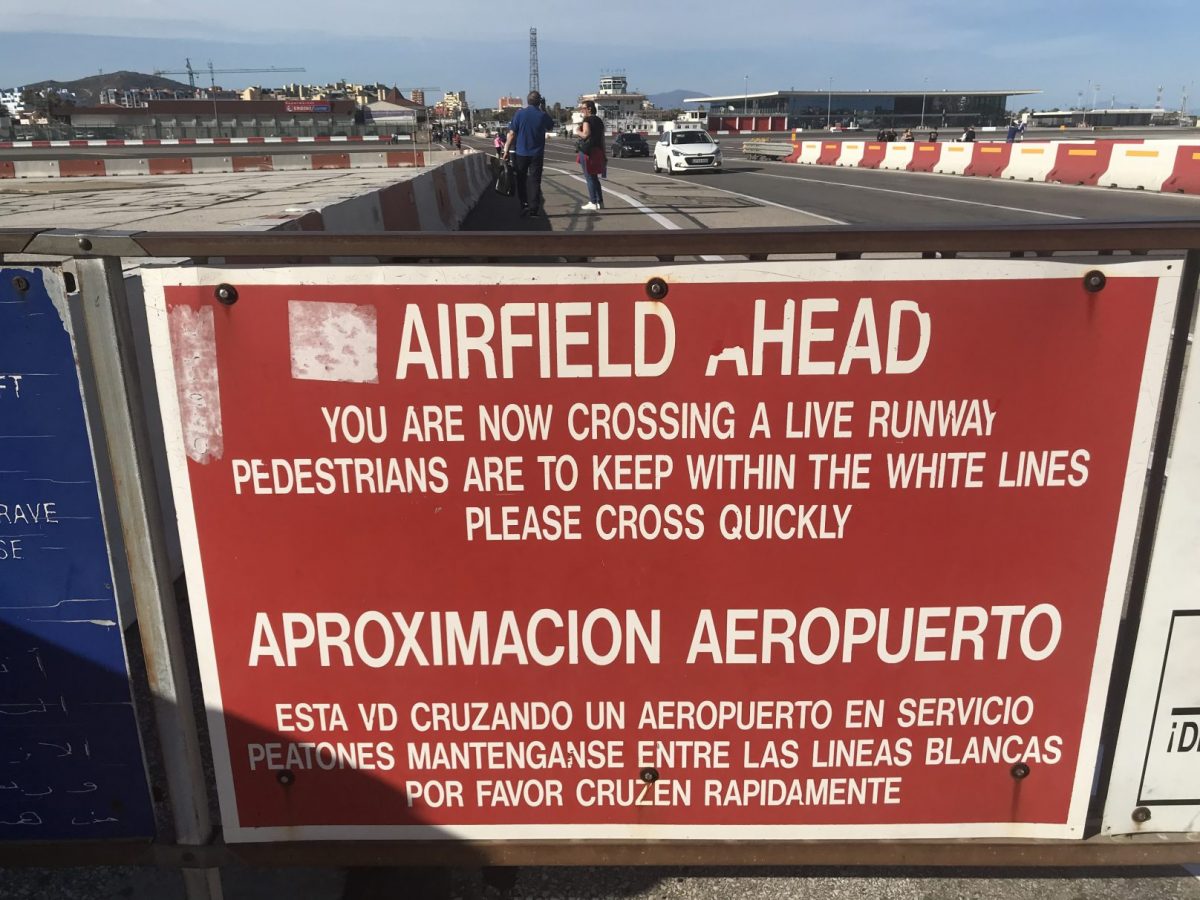 AIRFIELD AHEAD
YOU ARE NOW CROSSING A LIVE RUNWAY
PEDESTRIANS ARE TO KEEP WITHIN THE WHITE LINES
PLEASE CROSS QUICKLY
APROXIMACION AEROPUERTO
ESTA VD CRUZANDO UN AEROPUERTO EN SERVICIO
PEATONES MANTENGANSE ENTRE LAS LINEAS BLANCAS
POR FAVOR CRUZEN RAPIDAMENTE